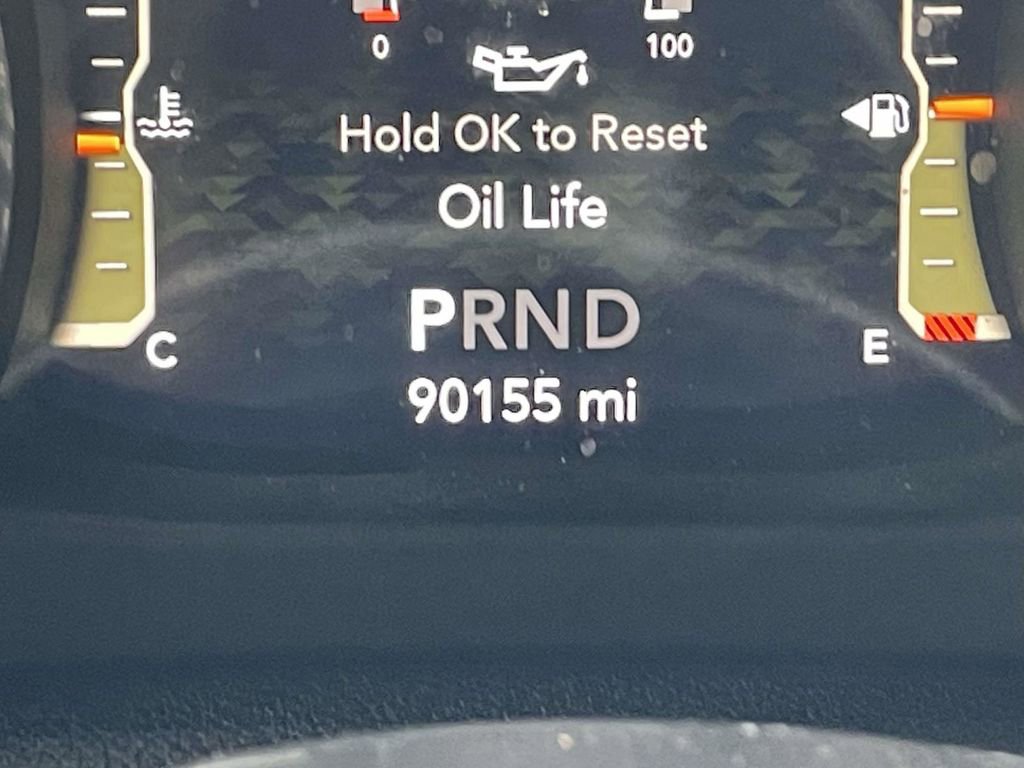 0 100
Hold OK to Reset
Oil Life
PRND
C E
90155 mi